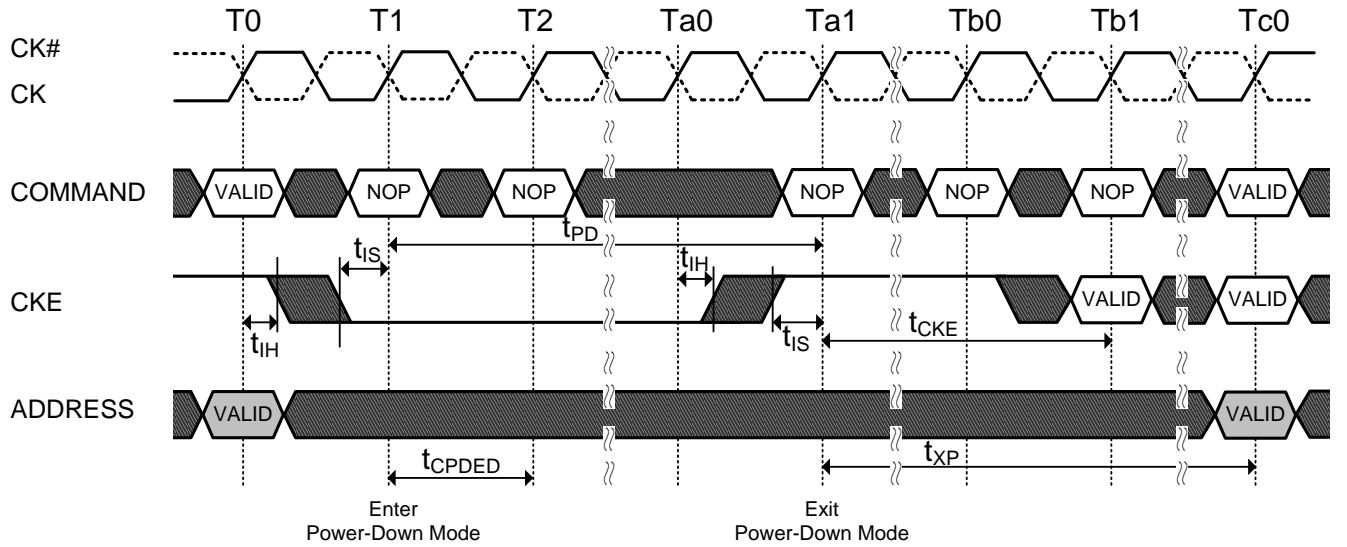 T0 T1 T2 Ta0 Ta1 Tb0 Tb1 Tc0
CK#
CK
COMMAND VALID NOP NOP NOP NOP NOP VALID
tPD
tIS tIH
CKE VALID VALID
tIH tIS tCKE
ADDRESS VALID VALID
tCPDED tXP
Enter
Power-Down Mode
Exit
Power-Down Mode